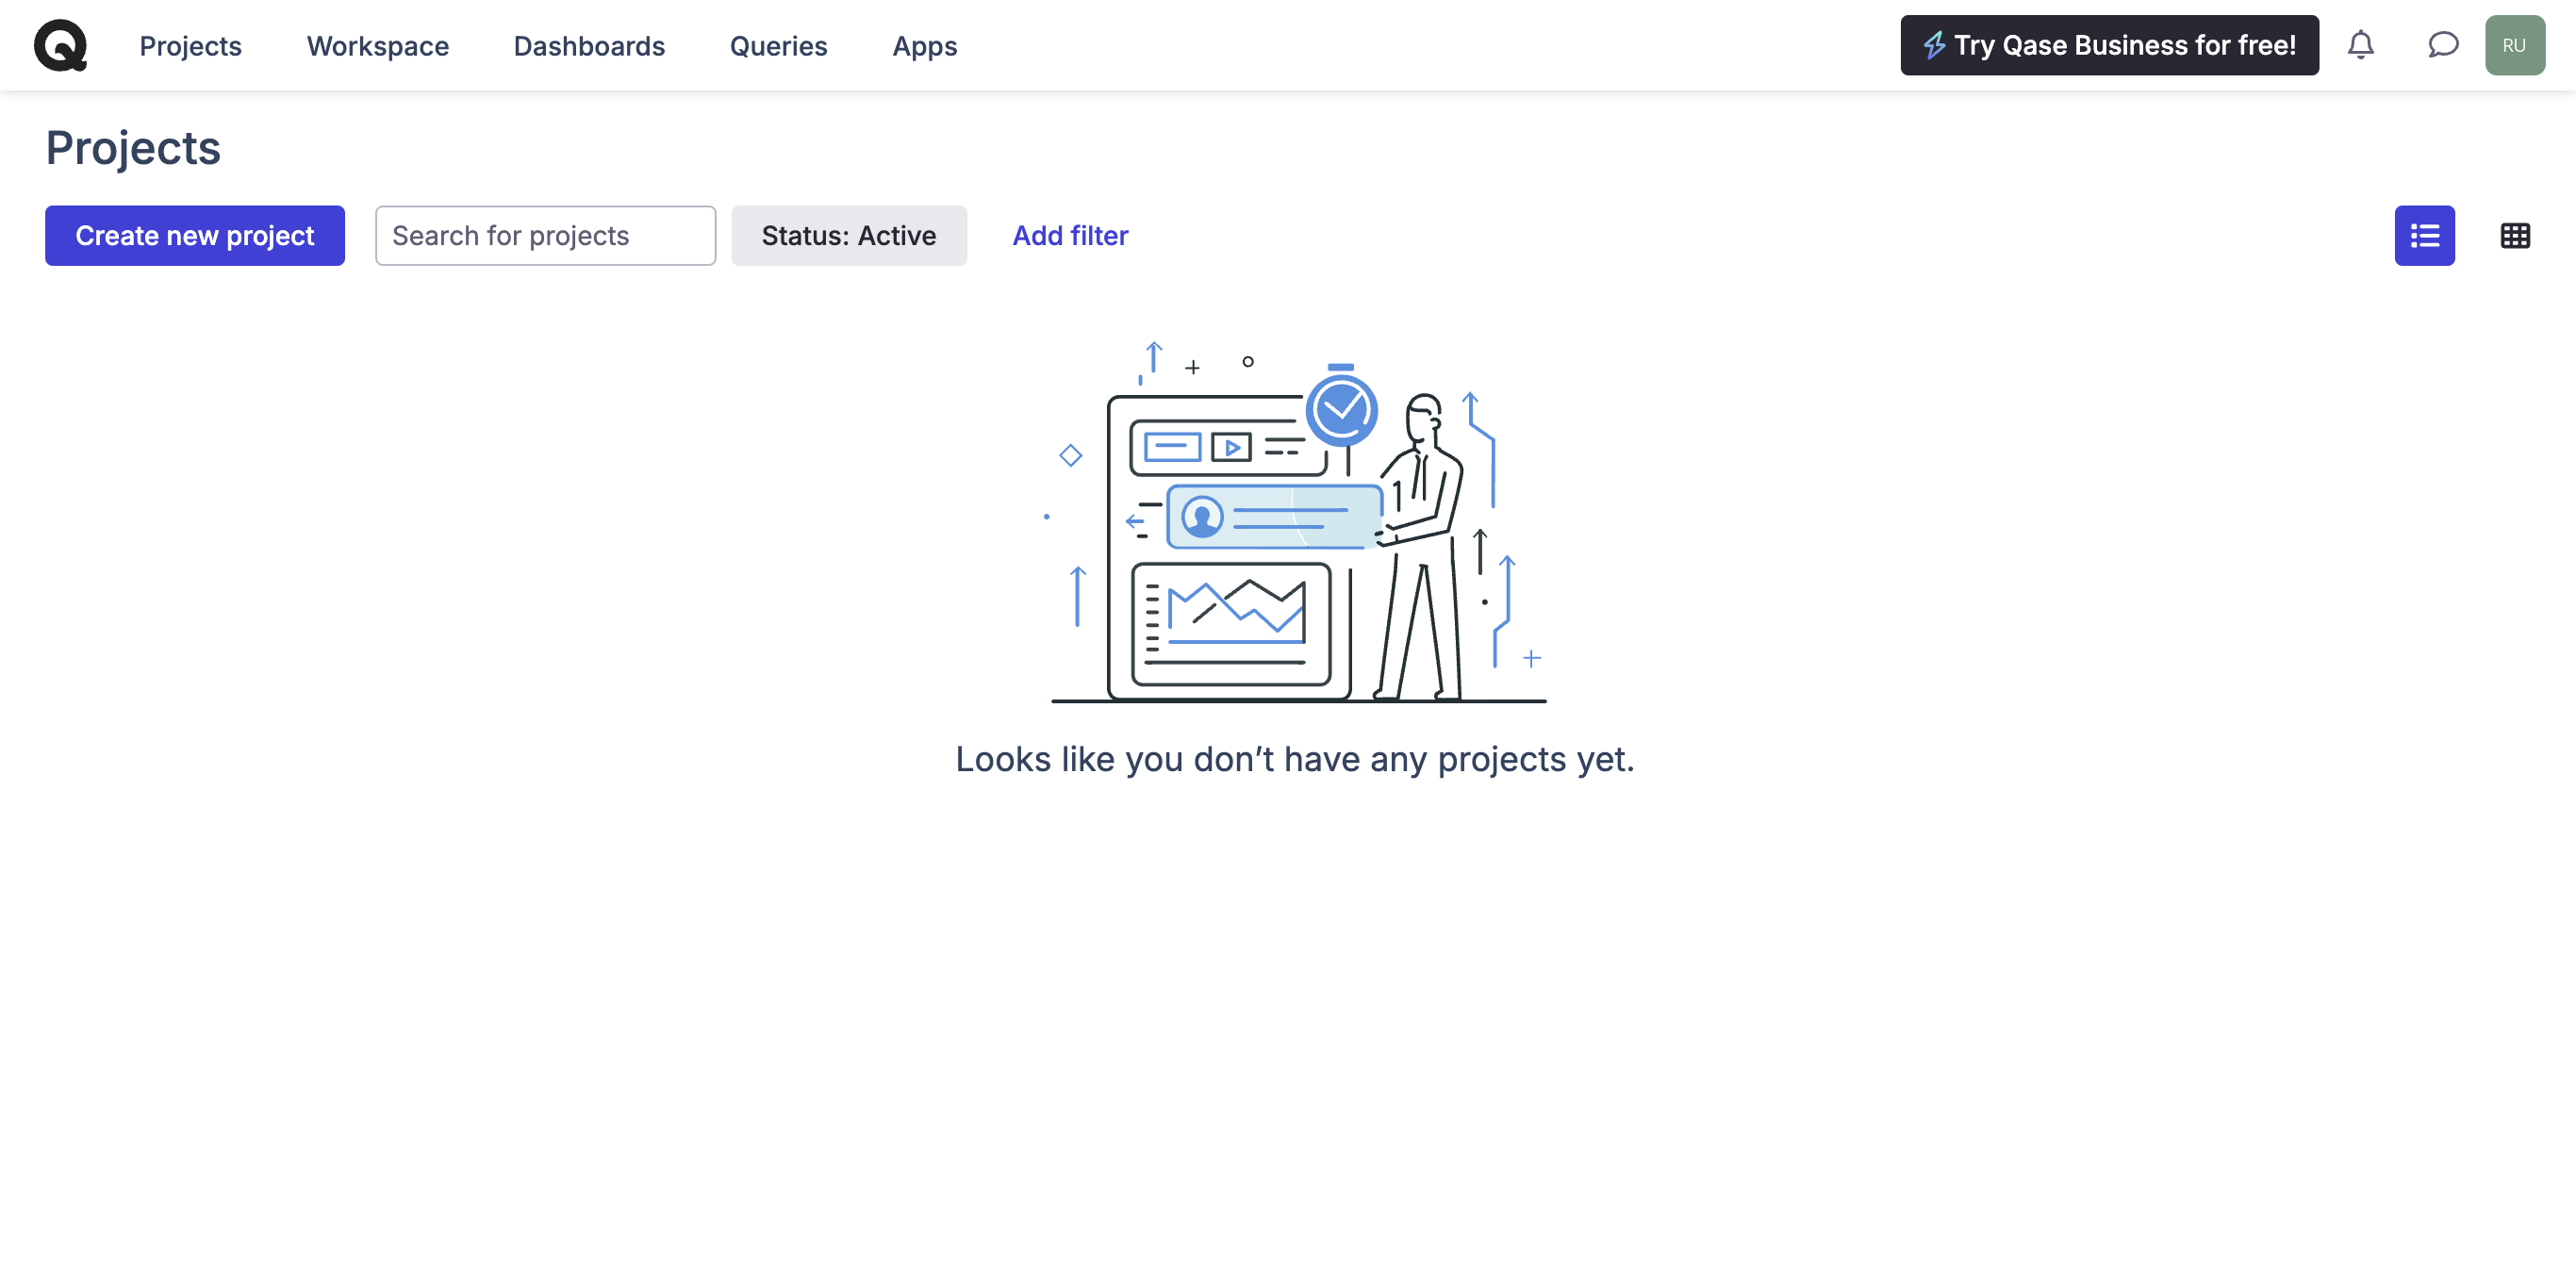 Projects Workspace Dashboards Queries Apps Try Qase Business for free! RU
Projects
Create new project Search for projects Status: Active Add filter
Looks like you don’t have any projects yet.